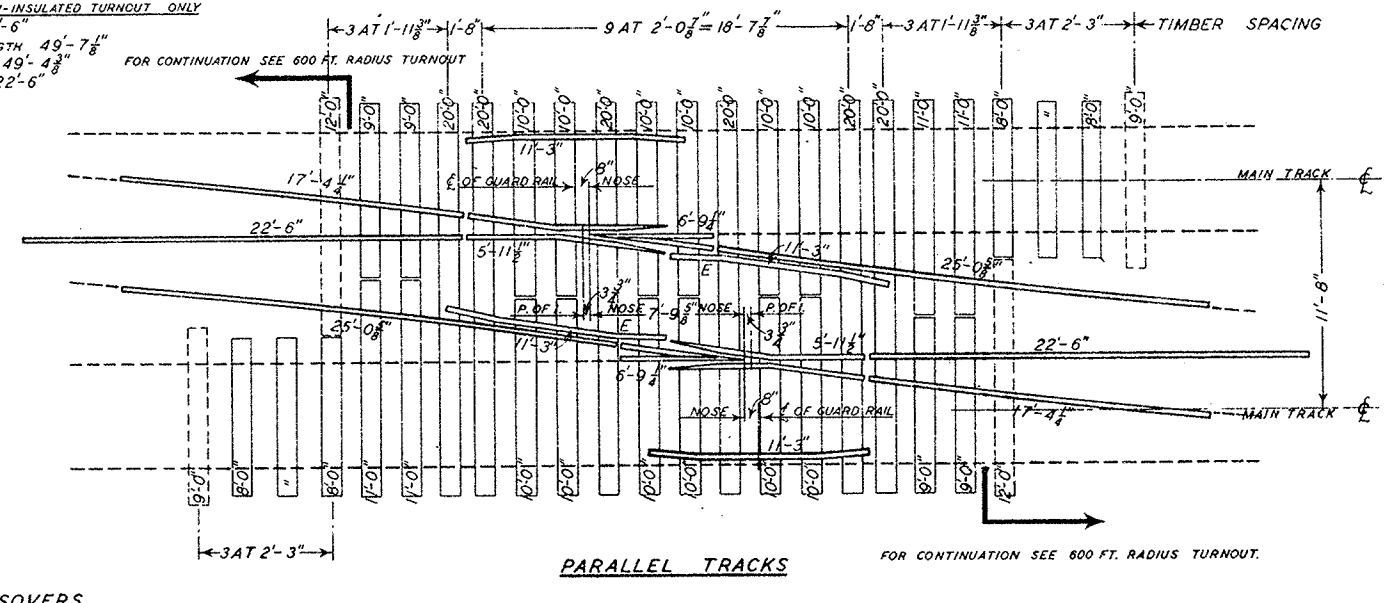 -INSULATED TURNOUT ONLY
'-6"
GTH 49'-7 1/8"
49'-4 3/8"
22'-6"
3 AT 1'-11 3/8" 1'-8" 9 AT 2'-0 7/8" = 18'-7 7/8" 1'-8" 3 AT 1'-11 3/8" 3 AT 2'-3" TIMBER SPACING
FOR CONTINUATION SEE 600 FT. RADIUS TURNOUT
12'-0" 9'-0" 9'-0" 20'-0" 20'-0" 10'-0" 10'-0" 20'-0" 10'-0" 10'-0" 20'-0" 10'-0" 10'-0" 20'-0" 20'-0" 11'-0" 11'-0" 8'-0" " 8'-0" 9'-0"
11'-3"
8"
℄ OF GUARD RAIL NOSE
MAIN TRACK ℄
17'-4 1/4"
22'-6"
5'-11 1/2"
6'-9 1/4"
E
11'-3"
25'-0 5/8"
11'-8"
3 3/4"
P. OF I. NOSE 7'-9 5/8" NOSE P. OF I.
3 3/4"
25'-0 5/8"
11'-3"
E
6'-9 1/4"
5'-11 1/2"
22'-6"
8"
NOSE ℄ OF GUARD RAIL
17'-4 1/4"
MAIN TRACK ℄
11'-3"
9'-0" 8'-0" " 8'-0" 11'-0" 11'-0" 10'-0" 10'-0" 10'-0" 10'-0" 10'-0" 10'-0" 9'-0" 9'-0" 12'-0"
3 AT 2'-3"
PARALLEL TRACKS
FOR CONTINUATION SEE 600 FT. RADIUS TURNOUT.
SOVERS